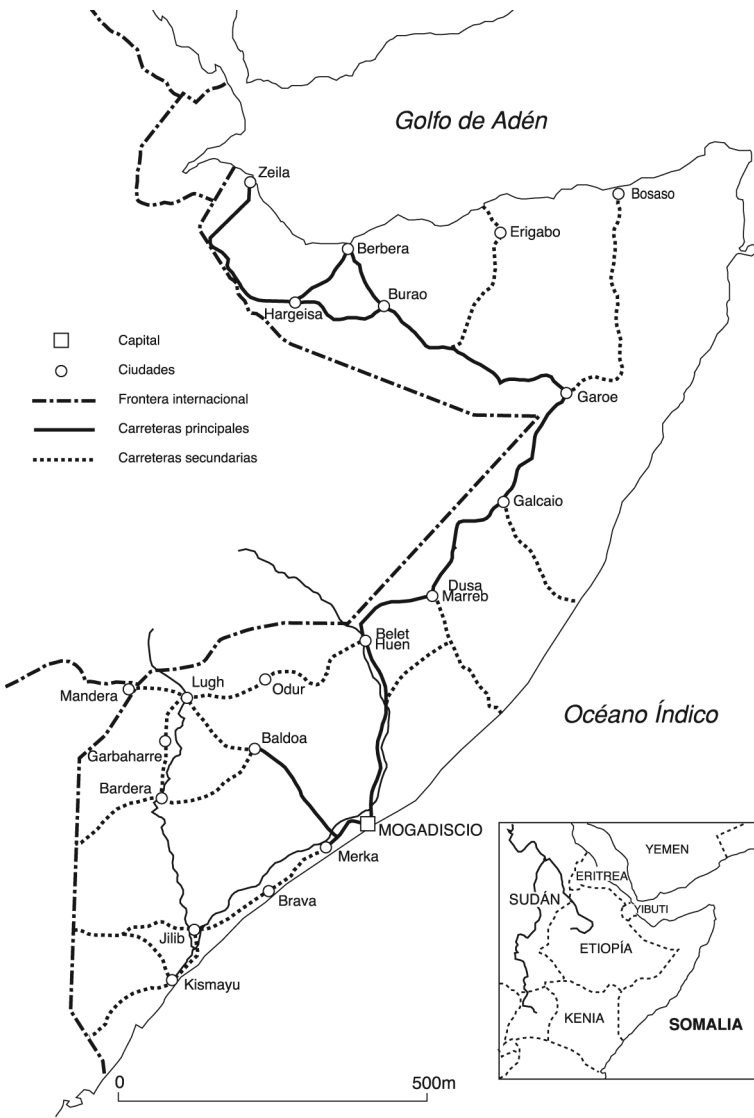 Golfo de Adén
Zeila
Bosaso
Erigabo
Berbera
Burao
Hargeisa
Capital
Ciudades
Frontera internacional
Carreteras principales
Carreteras secundarias
Garoe
Galcaio
Dusa
Marreb
Belet
Huen
Mandera
Lugh
Odur
Océano Índico
Garbaharre
Baldoa
Bardera
MOGADISCIO
Merka
Brava
Jilib
Kismayu
0
500m
YEMEN
ERITREA
SUDÁN
YIBUTI
ETIOPÍA
KENIA
SOMALIA